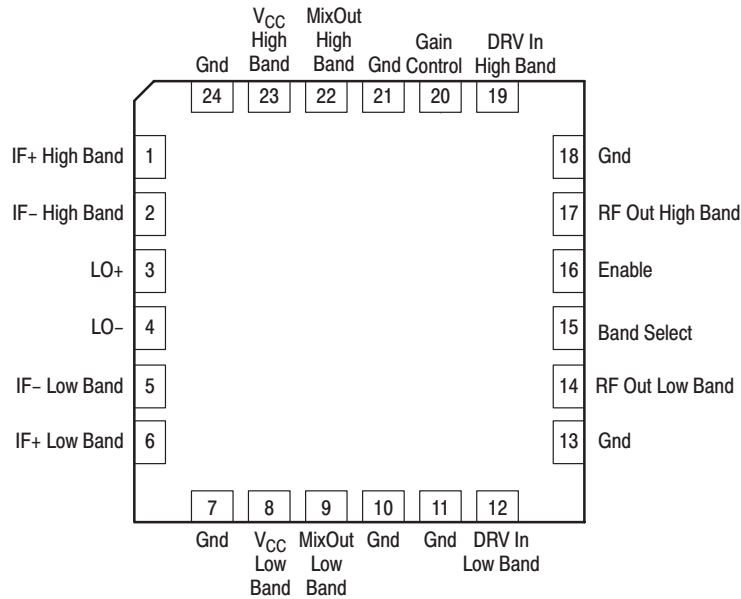 V_CC MixOut
High High Gain DRV In
Gnd Band Band Gnd Control High Band
24 23 22 21 20 19
IF+ High Band 1 18 Gnd
IF– High Band 2 17 RF Out High Band
LO+ 3 16 Enable
LO– 4 15 Band Select
IF– Low Band 5 14 RF Out Low Band
IF+ Low Band 6 13 Gnd
7 8 9 10 11 12
Gnd V_CC MixOut Gnd Gnd DRV In
Low Low Low Band
Band Band